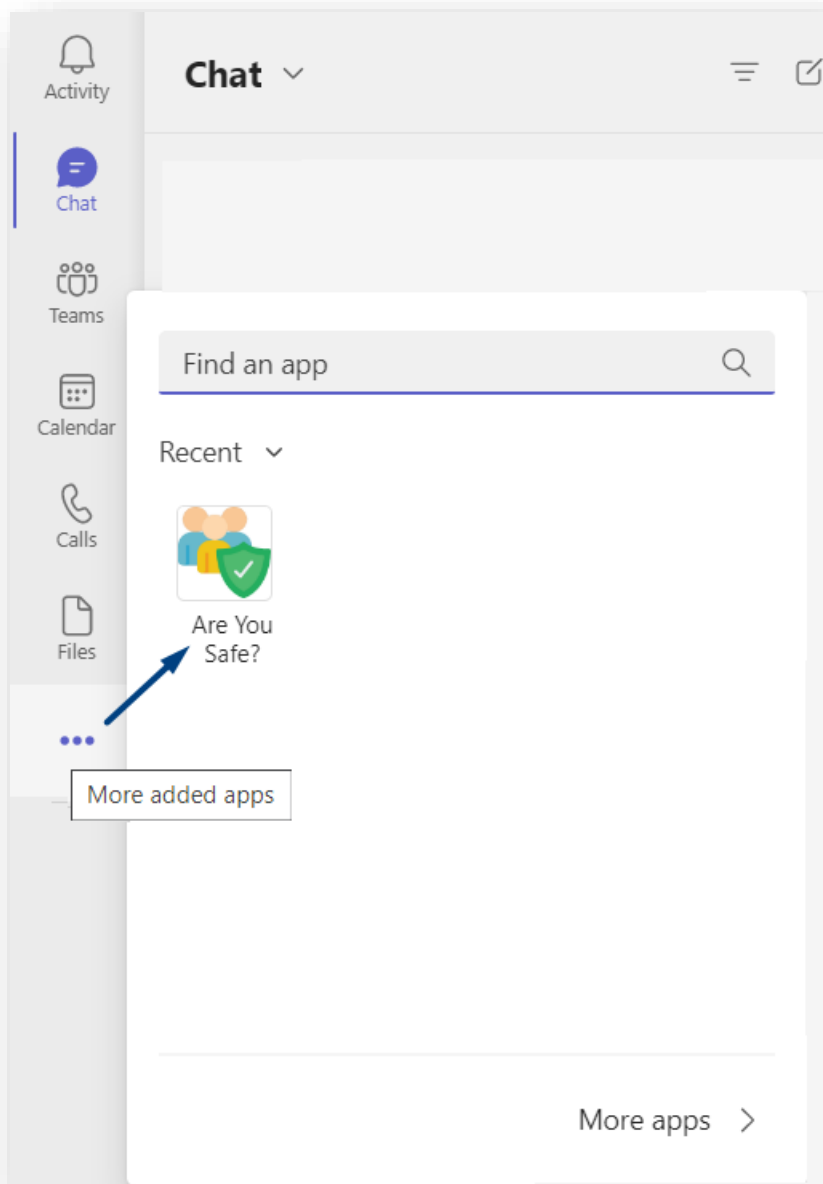 Activity
Chat
Teams
Calendar
Calls
Files
More added apps
Chat
Find an app
Recent
Are You
Safe?
More apps